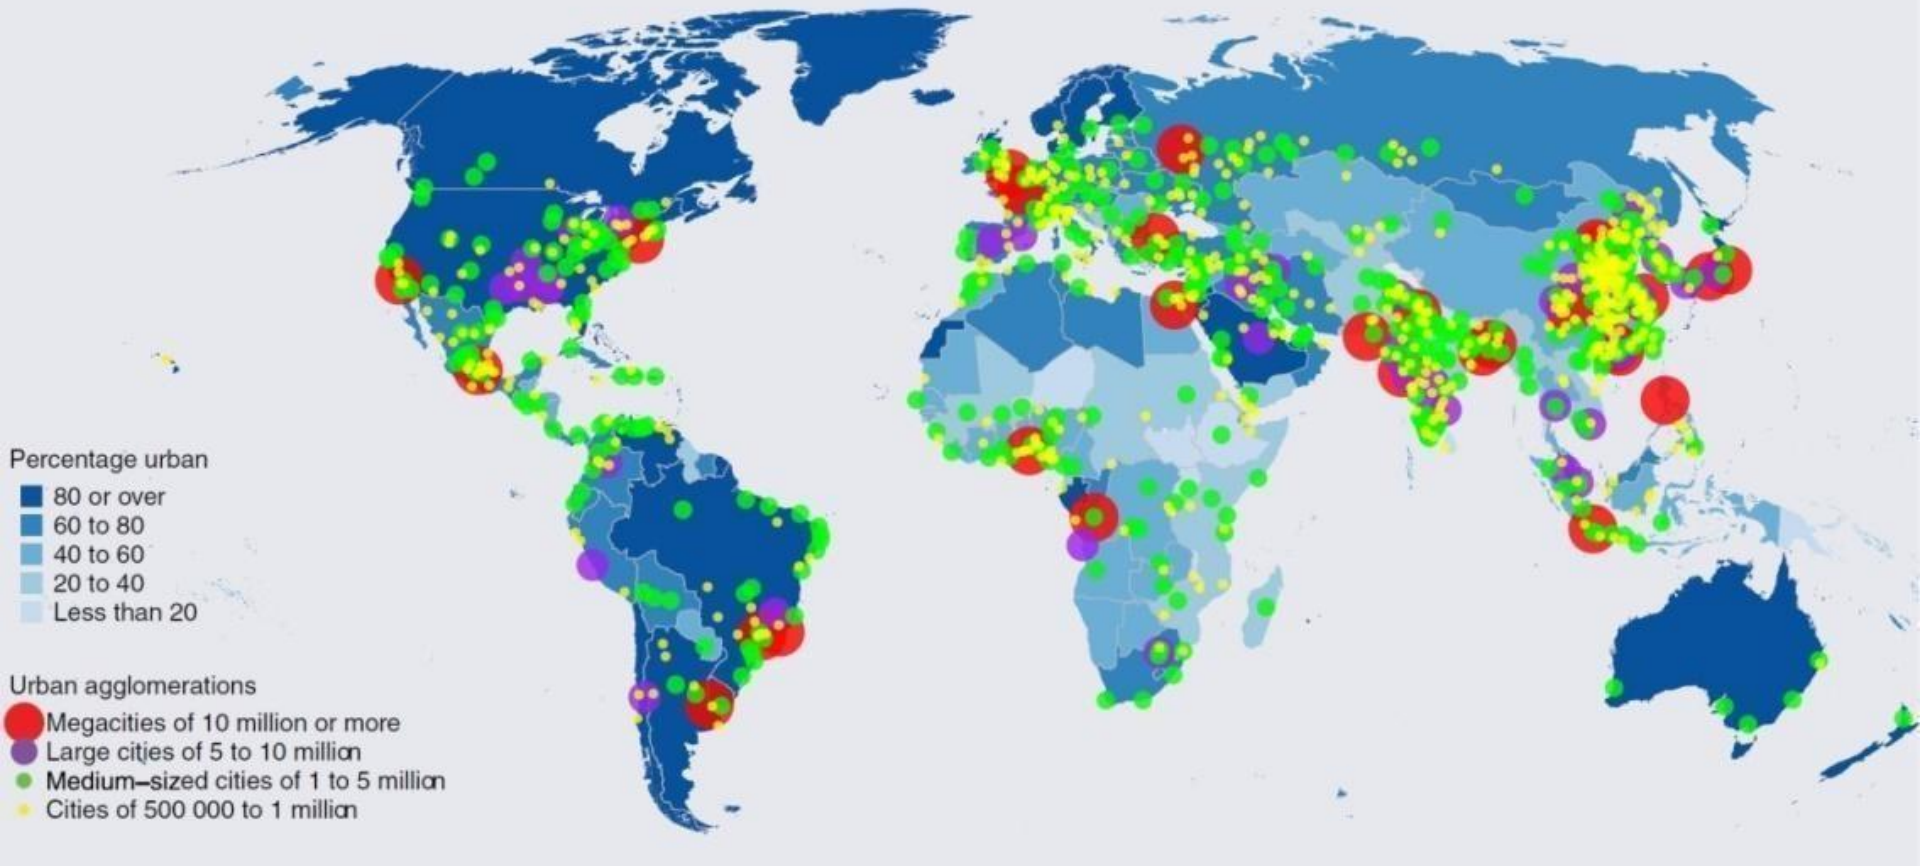 Percentage urban
80 or over
60 to 80
40 to 60
20 to 40
Less than 20
Urban agglomerations
Megacities of 10 million or more
Large cities of 5 to 10 million
Medium–sized cities of 1 to 5 million
Cities of 500 000 to 1 million